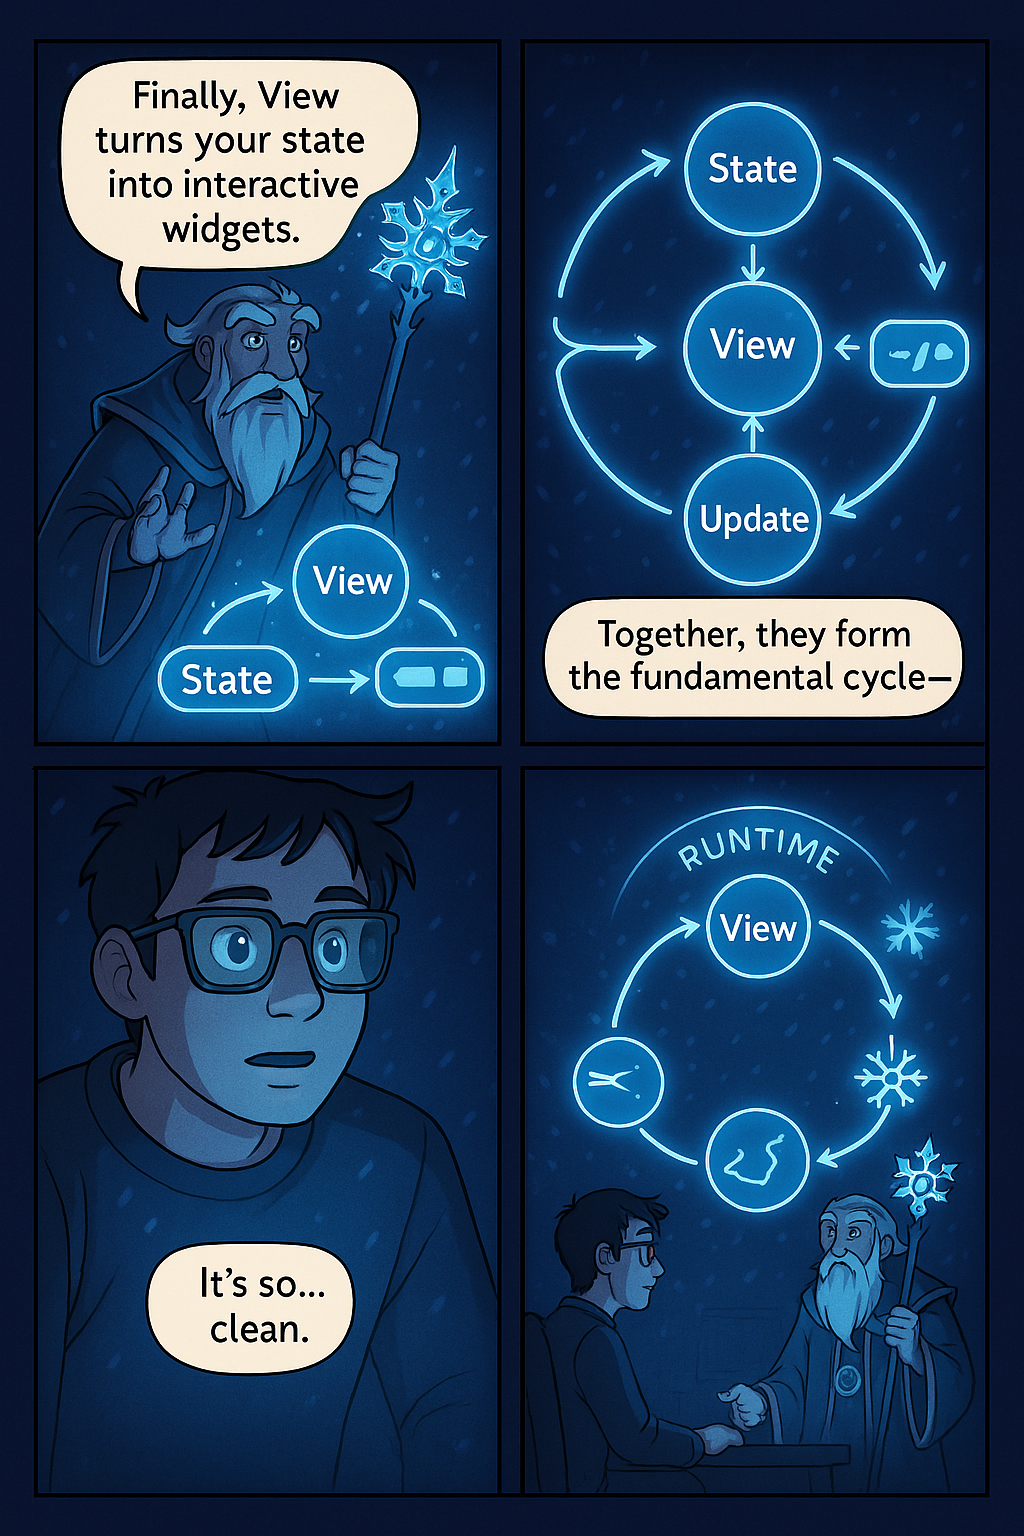 Finally, View
turns your state
into interactive
widgets.
View
State
State
View
Update
Together, they form
the fundamental cycle—
It's so...
clean.
RUNTIME
View